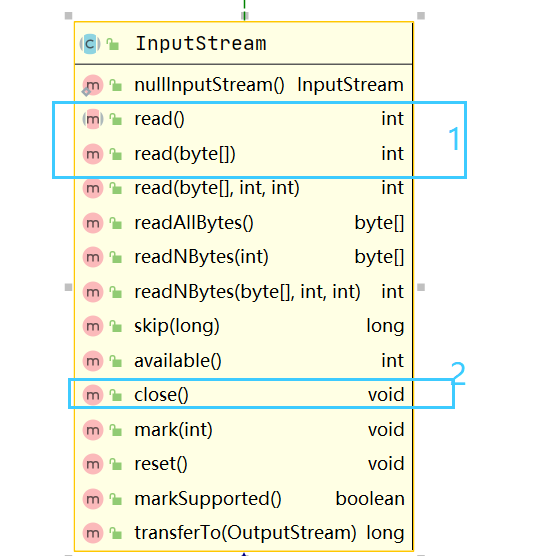 InputStream
nullInputStream() InputStream
read() int
1
read(byte[]) int
read(byte[], int, int) int
readAllBytes() byte[]
readNBytes(int) byte[]
readNBytes(byte[], int, int) int
skip(long) long
available() int
2
close() void
mark(int) void
reset() void
markSupported() boolean
transferTo(OutputStream) long